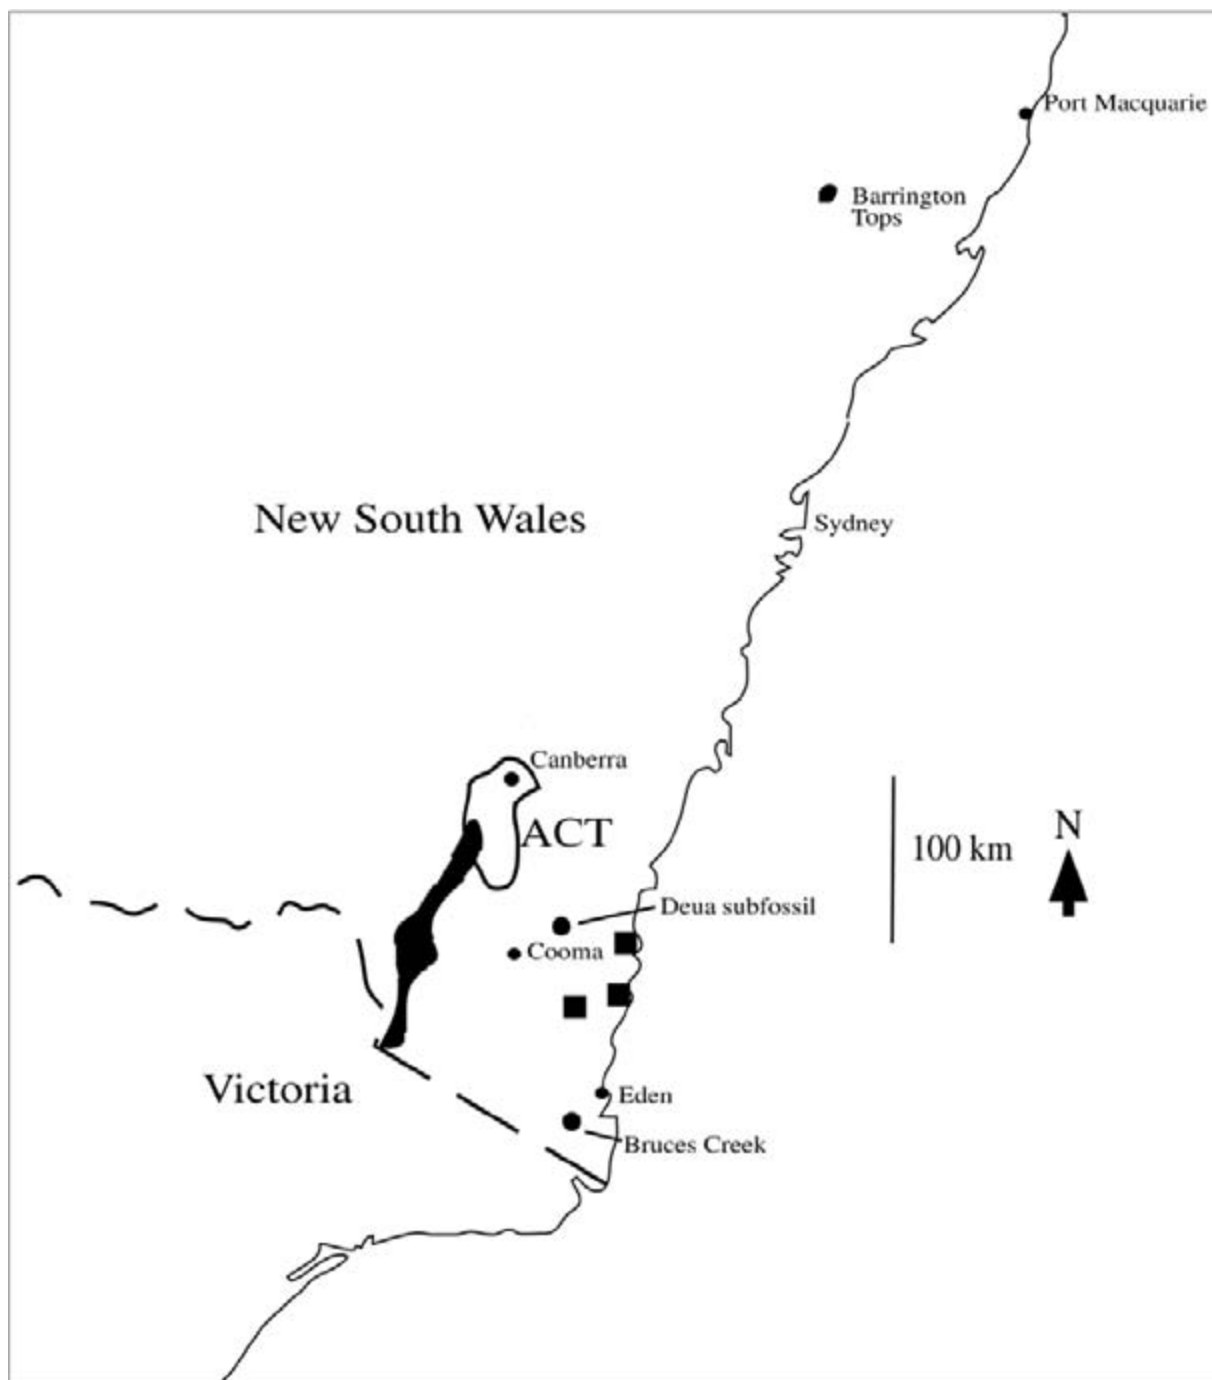 Port Macquarie
Barrington
Tops
New South Wales
Sydney
Canberra
ACT
100 km
N
Deua subfossil
Cooma
Victoria
Eden
Bruces Creek